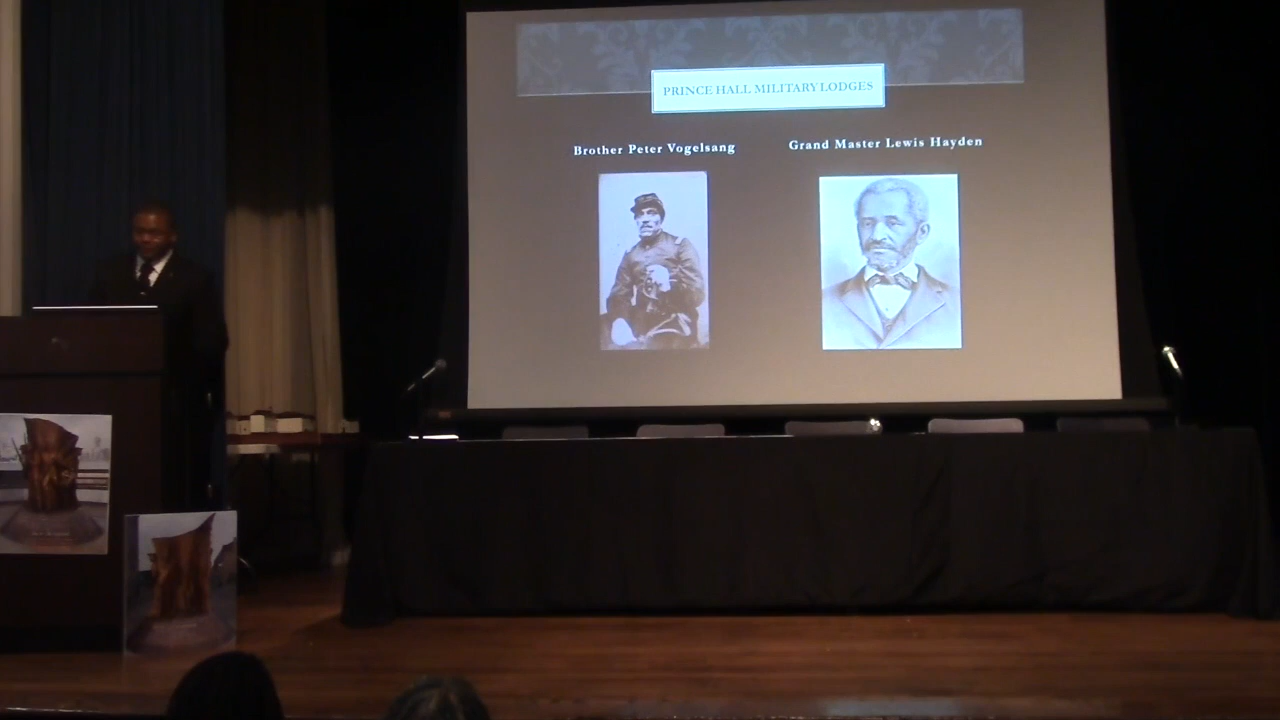 PRINCE HALL MILITARY LODGES
Brother Peter Vogelsang
Grand Master Lewis Hayden